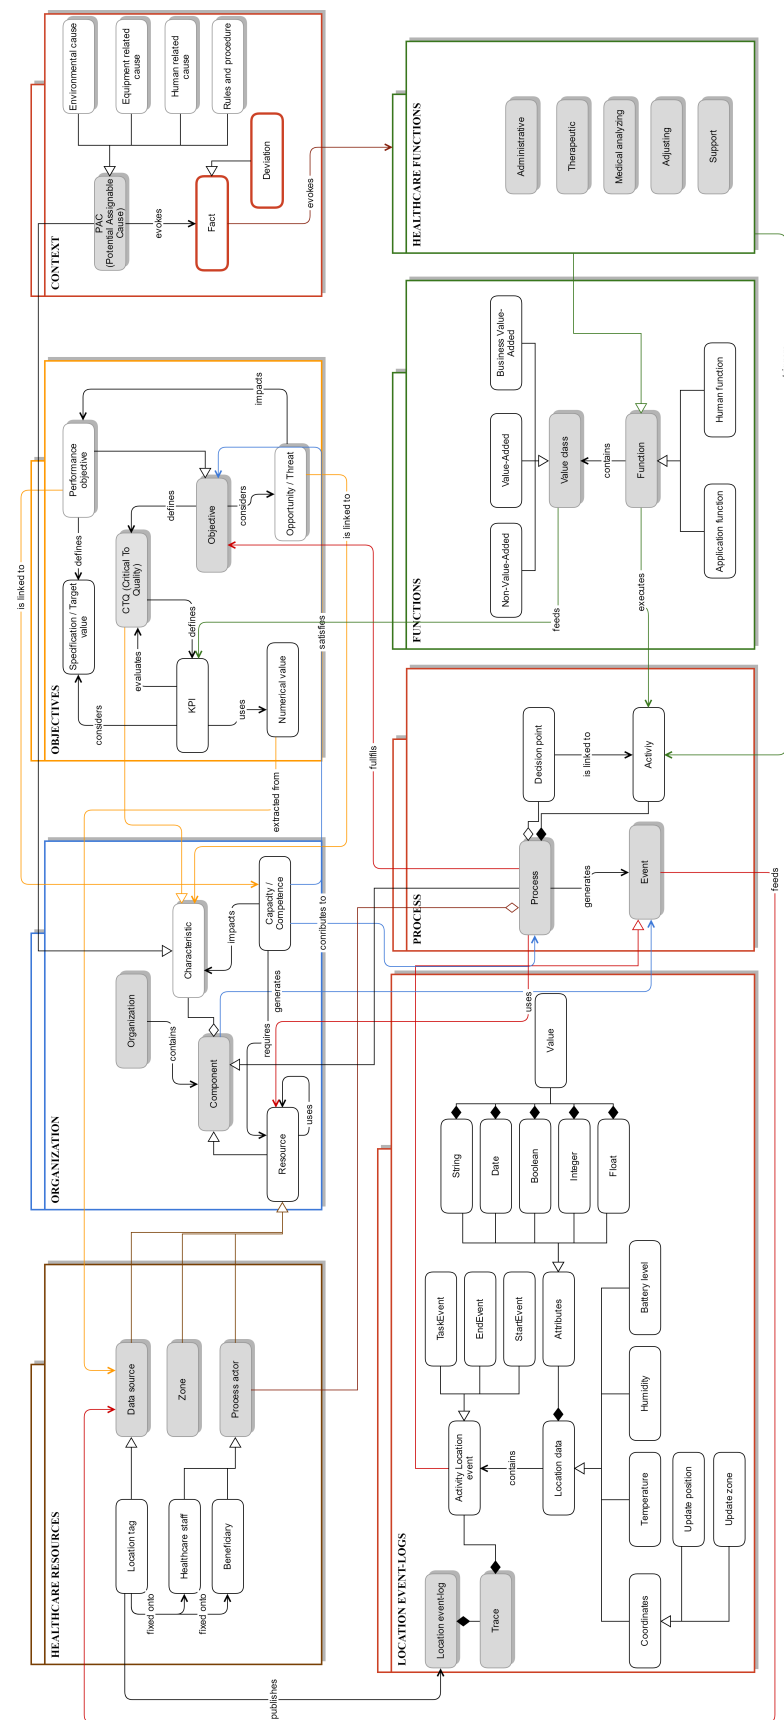 HEALTHCARE RESOURCES
Location tag
Data source
Zone
Healthcare staff
Process actor
Beneficiary
fixed onto
fixed onto
publishes
ORGANIZATION
Organization
contains
Characteristic
Component
impacts
Capacity /
Competence
requires
generates
Resource
uses
conributes to
is linked to
extracted from
OBJECTIVES
Performance
objective
Specification / Target
value
defines
considers
CTQ (Critical To
Quality)
defines
evaluates
defines
KPI
uses
Numerical value
Objective
considers
Opportunity / Threat
impacts
satisfies
is linked to
fullfils
CONTEXT
Environmental cause
Equipment related
cause
Human related
cause
Rules and procedure
PAC
(Potential Assignable
Cause)
evokes
Fact
Deviation
evokes
LOCATION EVENT-LOGS
Location event-log
Trace
Activity Location
event
TaskEvent
EndEvent
StartEvent
contains
Location data
Attributes
String
Date
Boolean
Integer
Float
Value
Coordinates
Temperature
Humidity
Battery level
Update position
Update zone
PROCESS
uses
Process
Decision point
is linked to
generates
Event
Activiy
feeds
FUNCTIONS
Non-Value-Added
Value-Added
Business Value-
Added
Value class
feeds
contains
Function
executes
Application function
Human function
HEALTHCARE FUNCTIONS
Administrative
Therapeutic
Medical analyzing
Adjusting
Support